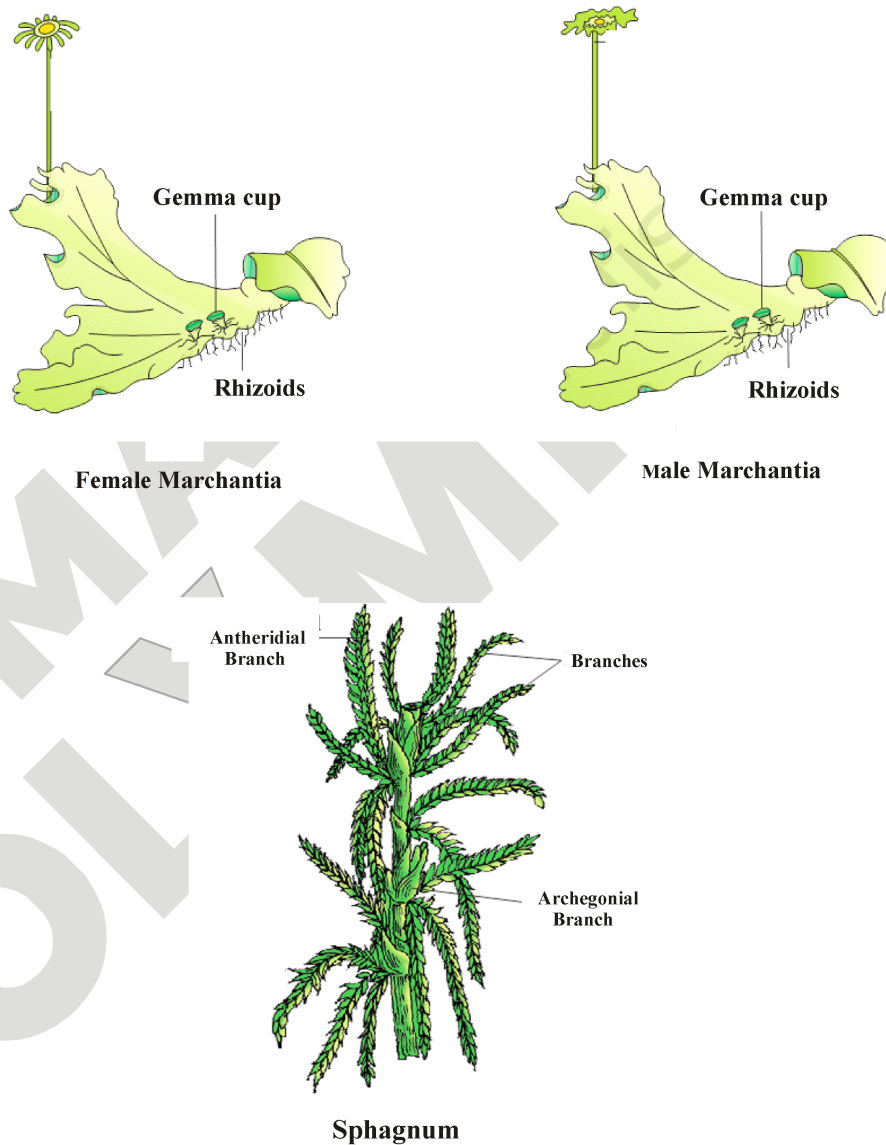 Gemma cup
Rhizoids
Female Marchantia
Gemma cup
Rhizoids
Male Marchantia
Antheridial
Branch
Branches
Archegonial
Branch
Sphagnum